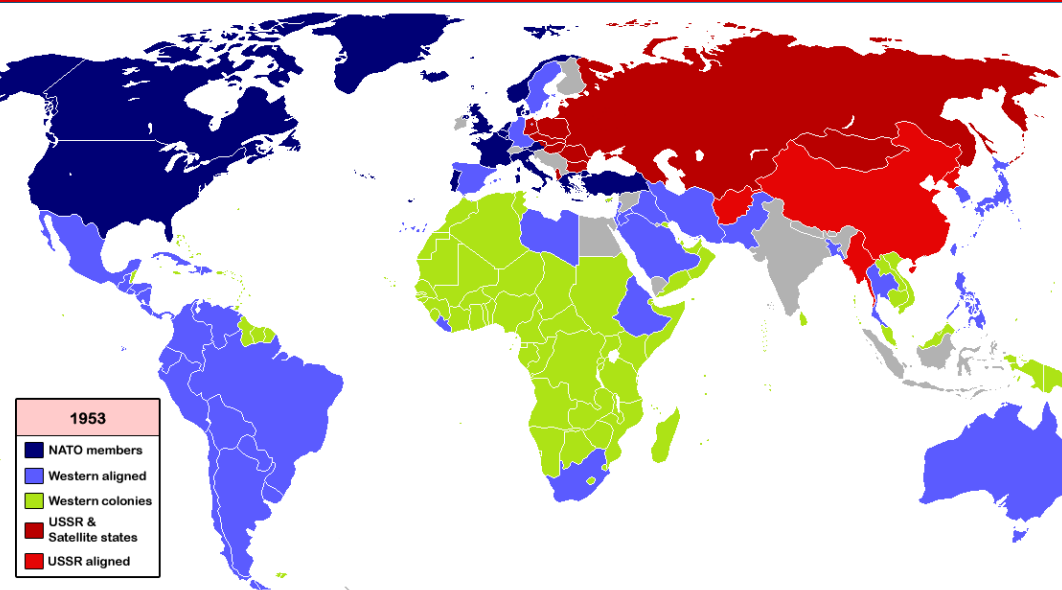 1953
NATO members
Western aligned
Western colonies
USSR &
Satellite states
USSR aligned